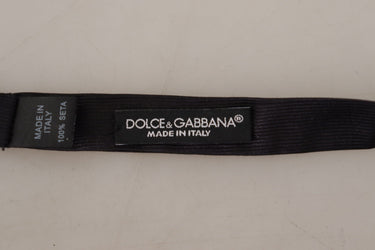 MADE IN
ITALY
100% SETA
DOLCE & GABBANA®
MADE IN ITALY